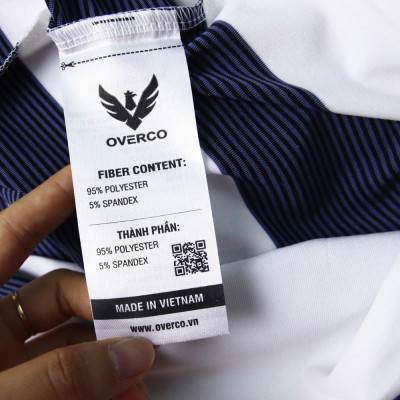 OVERCO
FIBER CONTENT:
95% POLYESTER
5% SPANDEX
THÀNH PHẦN:
95% POLYESTER
5% SPANDEX
MADE IN VIETNAM
www.overco.vn